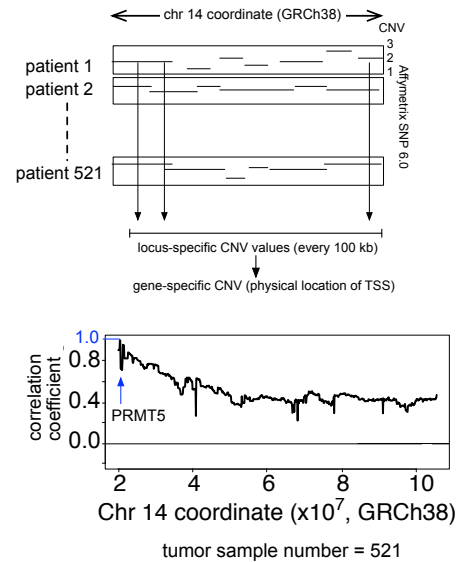 chr 14 coordinate (GRCh38)
CNV
3
2
1
Affymetrix SNP 6.0
patient 1
patient 2
patient 521
locus-specific CNV values (every 100 kb)
gene-specific CNV (physical location of TSS)
correlation
coefficient
1.0
0.8
0.4
0.0
PRMT5
2 4 6 8 10
Chr 14 coordinate (x10⁷, GRCh38)
tumor sample number = 521